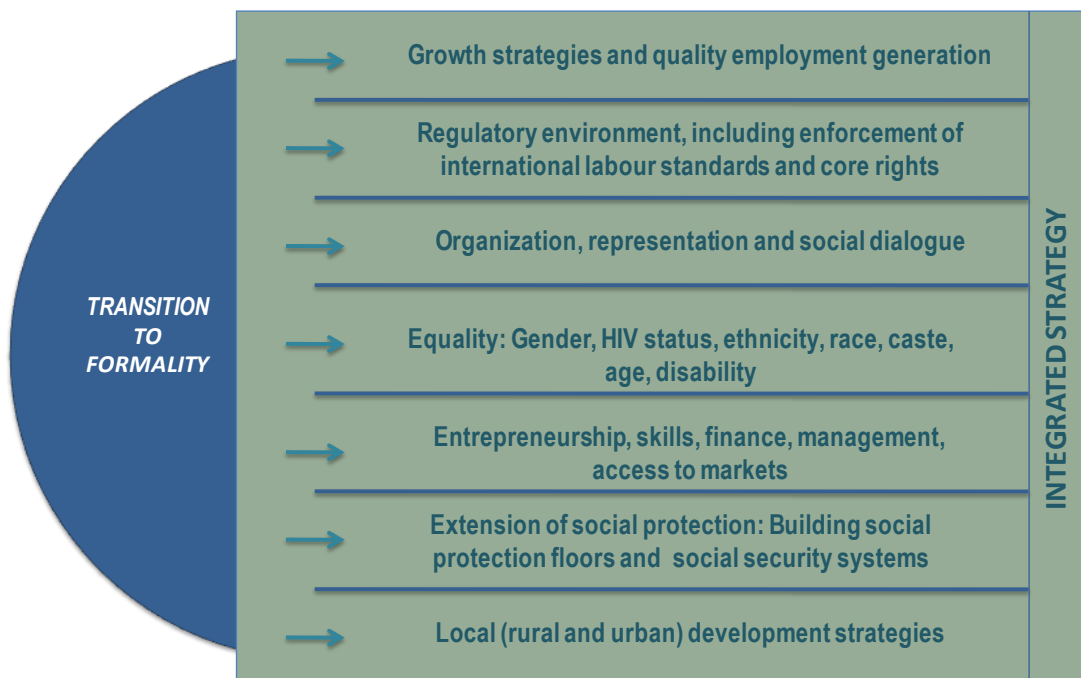 TRANSITION
TO
FORMALITY
Growth strategies and quality employment generation
Regulatory environment, including enforcement of
international labour standards and core rights
Organization, representation and social dialogue
Equality: Gender, HIV status, ethnicity, race, caste,
age, disability
Entrepreneurship, skills, finance, management,
access to markets
Extension of social protection: Building social
protection floors and social security systems
Local (rural and urban) development strategies
INTEGRATED STRATEGY